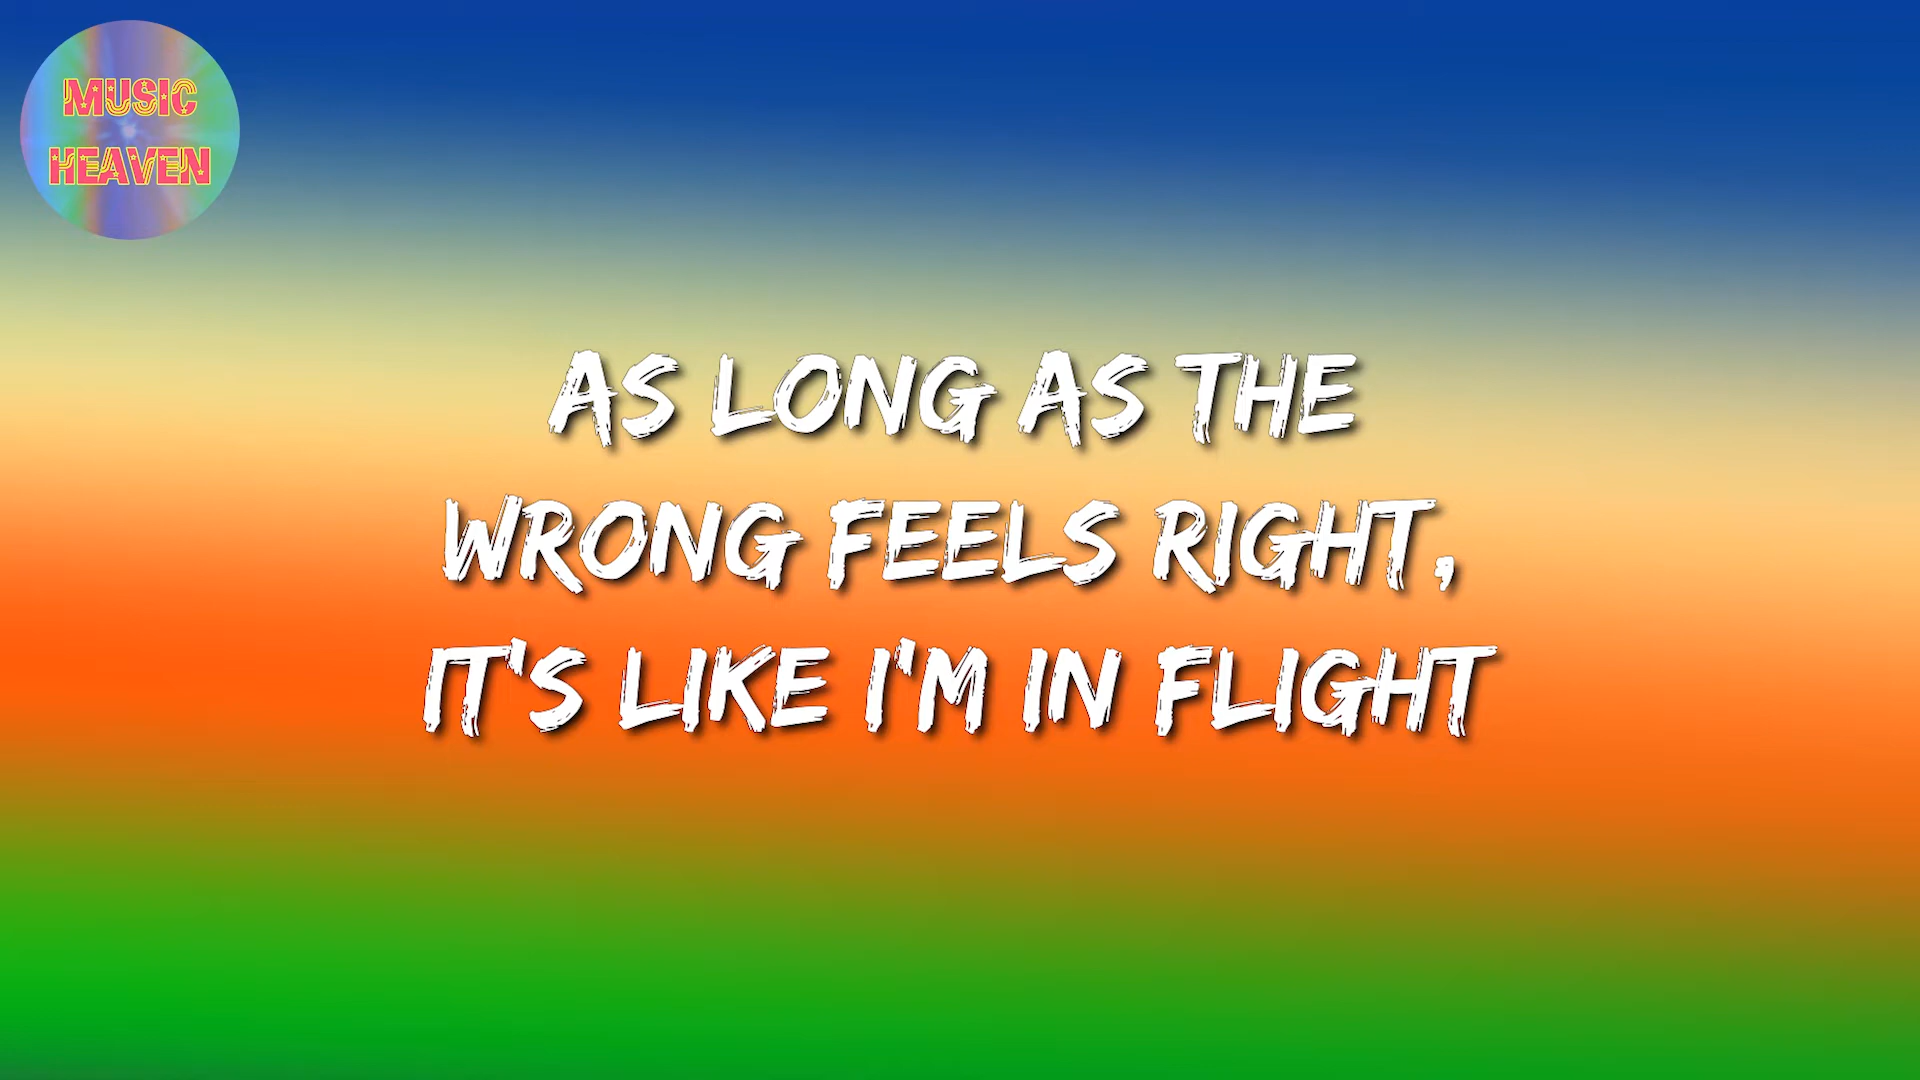 MUSIC
HEAVEN
AS LONG AS THE
WRONG FEELS RIGHT,
IT'S LIKE I'M IN FLIGHT